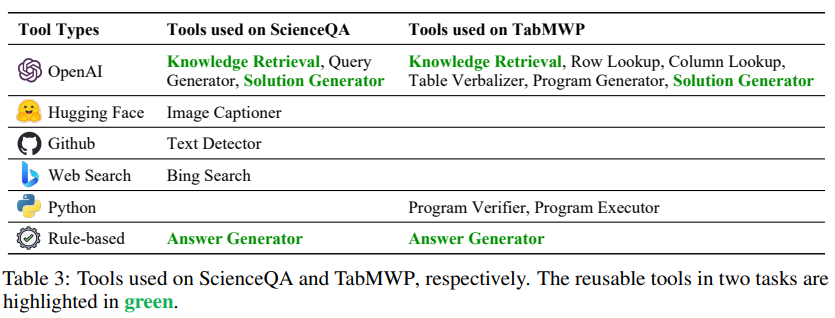 Tool Types Tools used on ScienceQA Tools used on TabMWP
OpenAI Knowledge Retrieval, Query Generator, Solution Generator Knowledge Retrieval, Row Lookup, Column Lookup, Table Verbalizer, Program Generator, Solution Generator
Hugging Face Image Captioner
Github Text Detector
Web Search Bing Search
Python Program Verifier, Program Executor
Rule-based Answer Generator Answer Generator
Table 3: Tools used on ScienceQA and TabMWP, respectively. The reusable tools in two tasks are
highlighted in green.